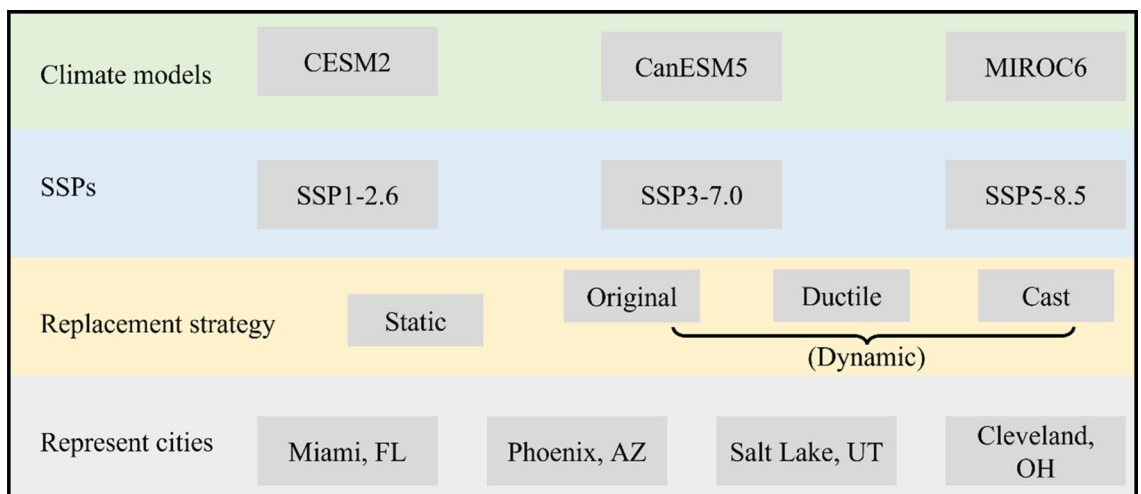 Climate models
CESM2
CanESM5
MIROC6
SSPs
SSP1-2.6
SSP3-7.0
SSP5-8.5
Replacement strategy
Static
Original
Ductile
Cast
(Dynamic)
Represent cities
Miami, FL
Phoenix, AZ
Salt Lake, UT
Cleveland,
OH